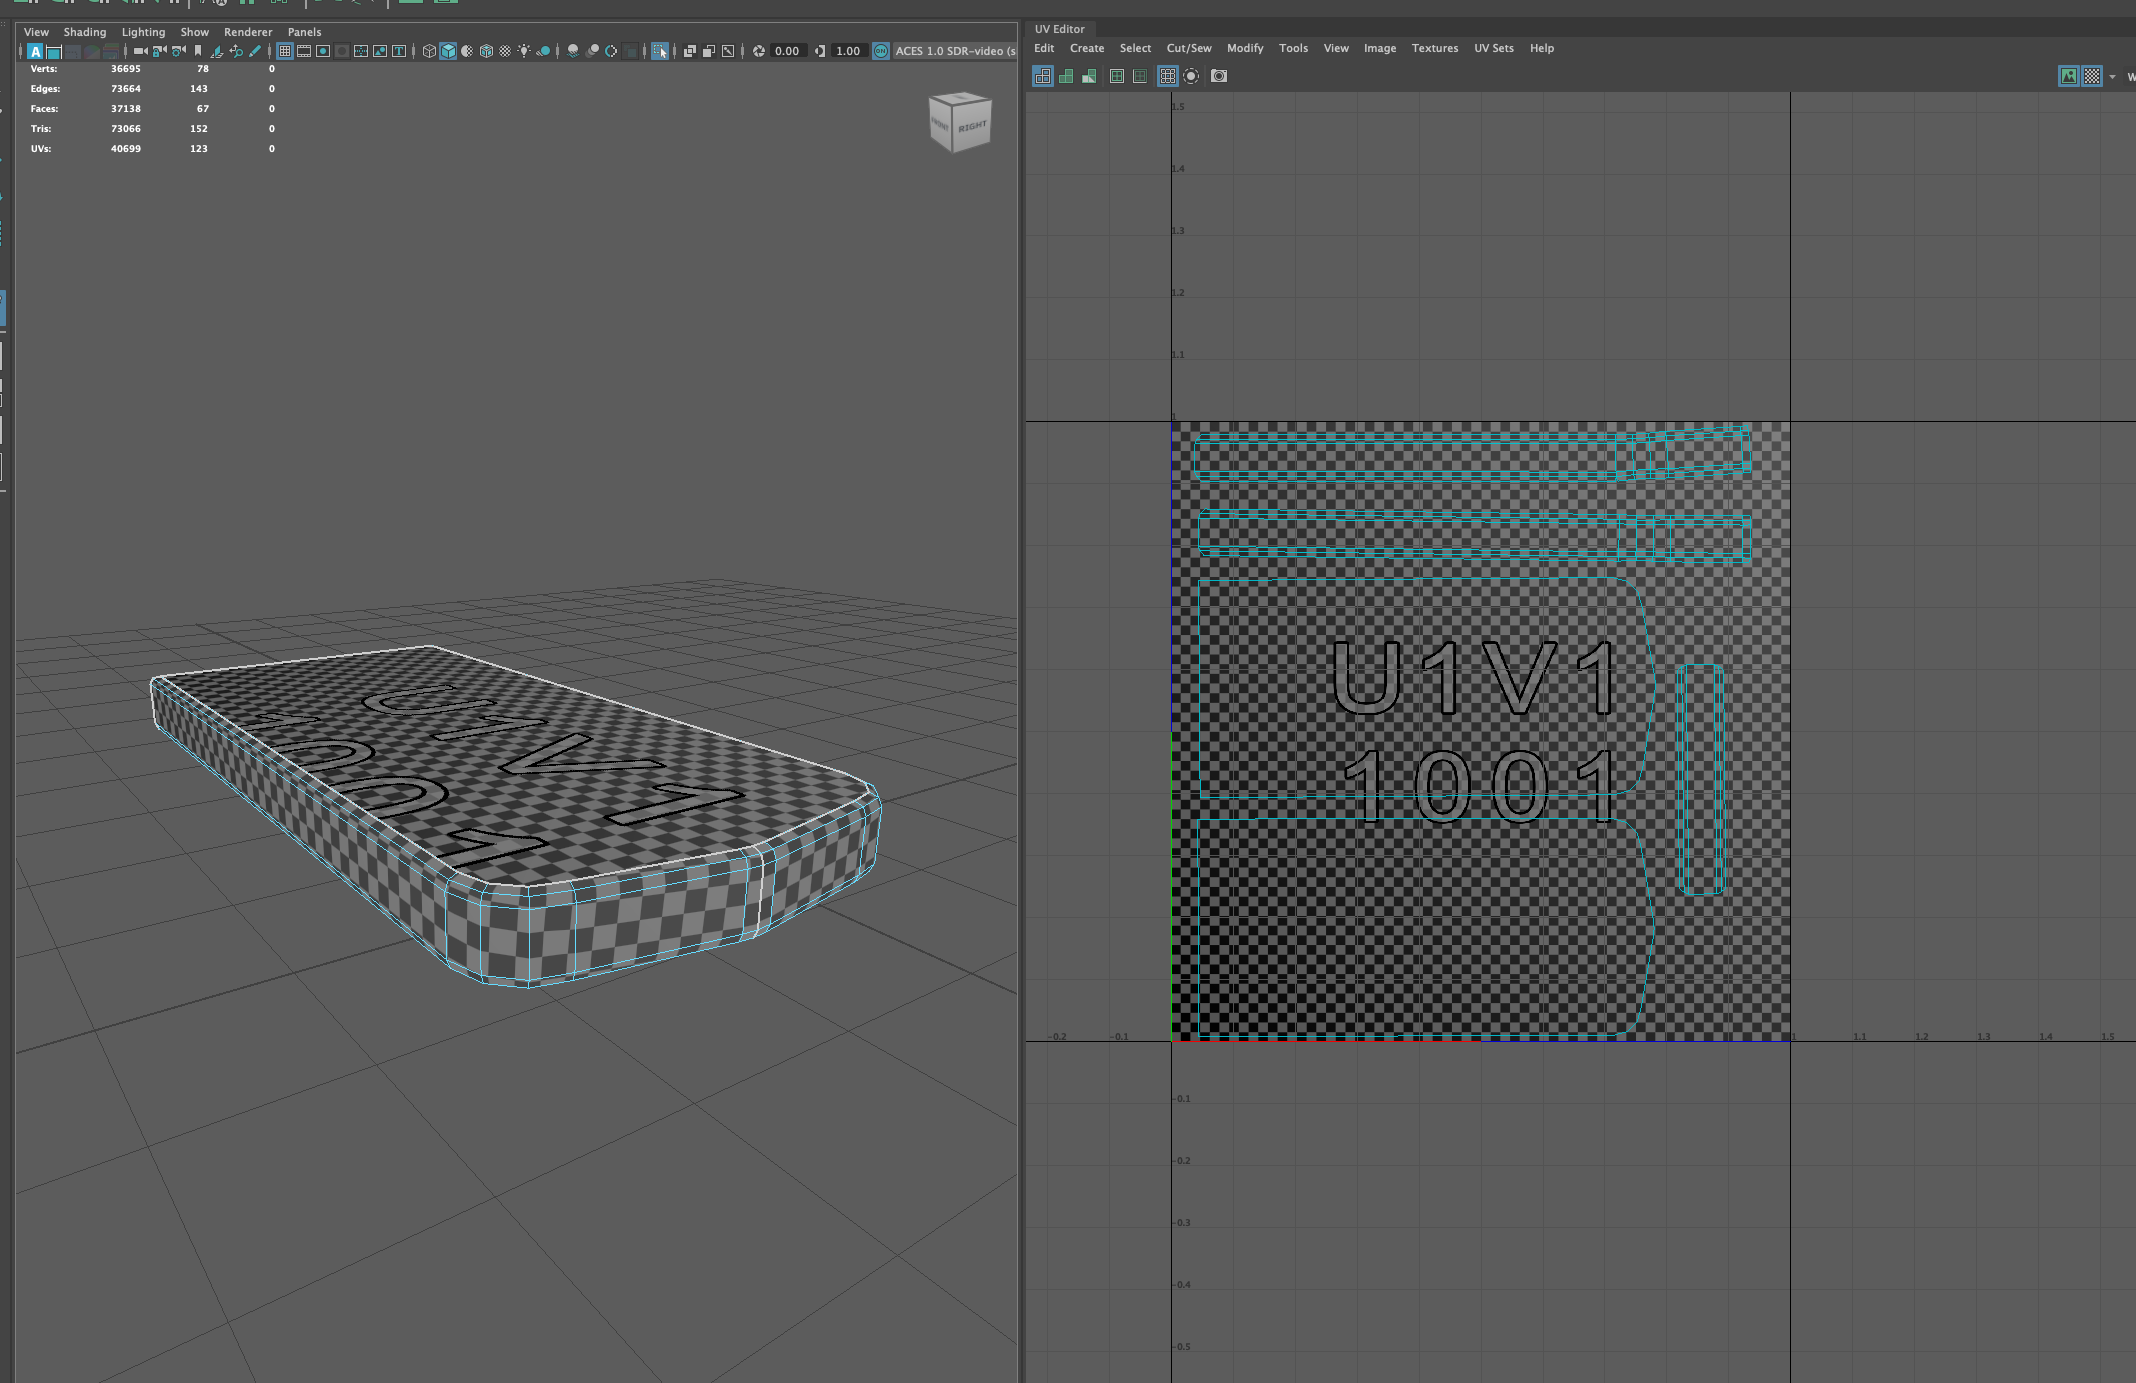 View Shading Lighting Show Renderer Panels
A 0.00 1.00 ON ACES 1.0 SDR-video (s
Verts: 36695 78 0
Edges: 73664 143 0
Faces: 37138 67 0
Tris: 73066 152 0
UVs: 40699 123 0
FRONT RIGHT
U1V1
1001
UV Editor
Edit Create Select Cut/Sew Modify Tools View Image Textures UV Sets Help
W
1.5
1.4
1.3
1.2
1.1
1
U1V1
1001
-0.2 -0.1 1 1.1 1.2 1.3 1.4 1.5
-0.1
-0.2
-0.3
-0.4
-0.5